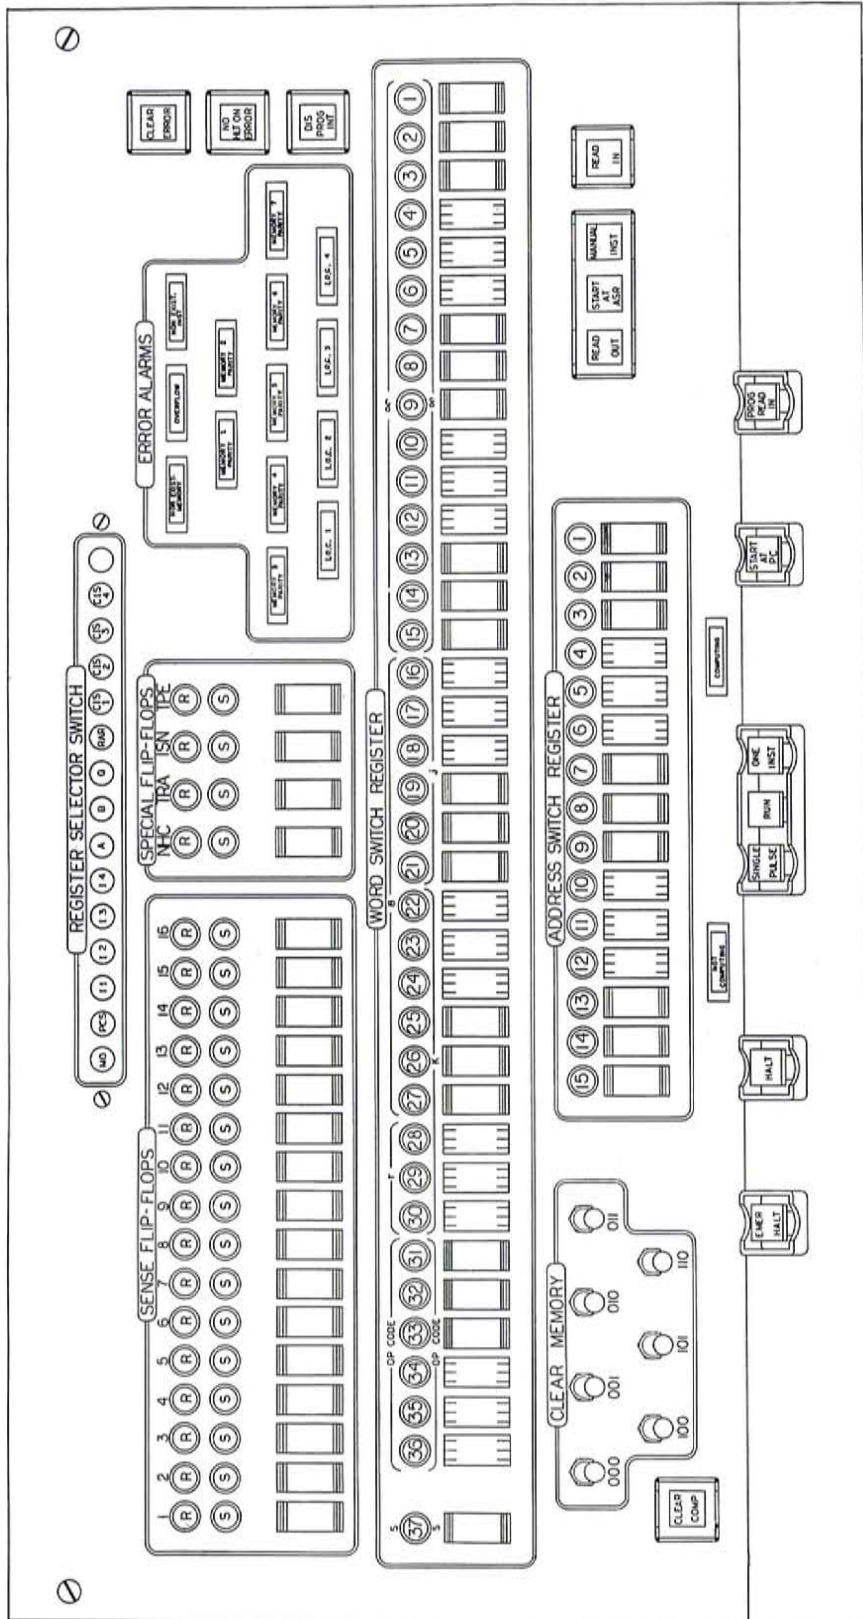 REGISTER SELECTOR SWITCH
MO PCS I1 I2 I3 I4 A B Q RAR CIS 1 CIS 2 CIS 3 CIS 4
SENSE FLIP-FLOPS
1 2 3 4 5 6 7 8 9 10 11 12 13 14 15 16
R R R R R R R R R R R R R R R R
S S S S S S S S S S S S S S S S
SPECIAL FLIP-FLOPS
NHC TRA ISN TPE
R R R R
S S S S
ERROR ALARMS
NON EXIST. MEMORY
OVERFLOW
NON EXIST. INST
MEMORY 1 PARITY
MEMORY 2 PARITY
MEMORY 3 PARITY
MEMORY 4 PARITY
MEMORY 5 PARITY
MEMORY 6 PARITY
MEMORY 7 PARITY
I.O.C. 1
I.O.C. 2
I.O.C. 3
I.O.C. 4
CLEAR
ERROR
NO
HLT ON
ERROR
DIS
PROG
INT
WORD SWITCH REGISTER
S OP CODE T B
37 36 35 34 33 32 31 30 29 28 27 26 25 24 23 22 21 20 19 18 17 16 15 14 13 12 11 10 9 8 7 6 5 4 3 2 1
S OP CODE K J
CLEAR MEMORY
000 001 010 011
100 101 110
CLEAR
COMP
ADDRESS SWITCH REGISTER
15 14 13 12 11 10 9 8 7 6 5 4 3 2 1
READ
OUT
START
AT
ASR
MANUAL
INST
READ
IN
NOT
COMPUTING
COMPUTING
EMER
HALT
HALT
SINGLE
PULSE
RUN
ONE
INST
START
AT
PC
PROG
READ
IN